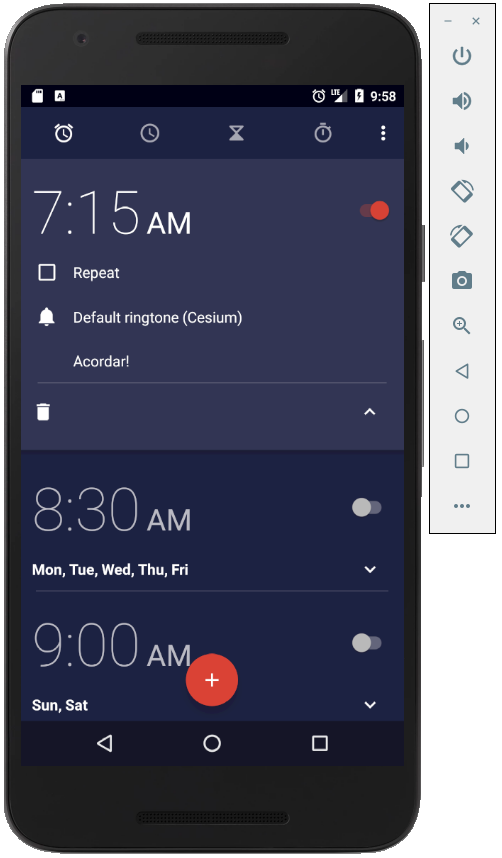 A
LTE
9:58
7:15 AM
Repeat
Default ringtone (Cesium)
Acordar!
8:30 AM
Mon, Tue, Wed, Thu, Fri
9:00 AM
Sun, Sat